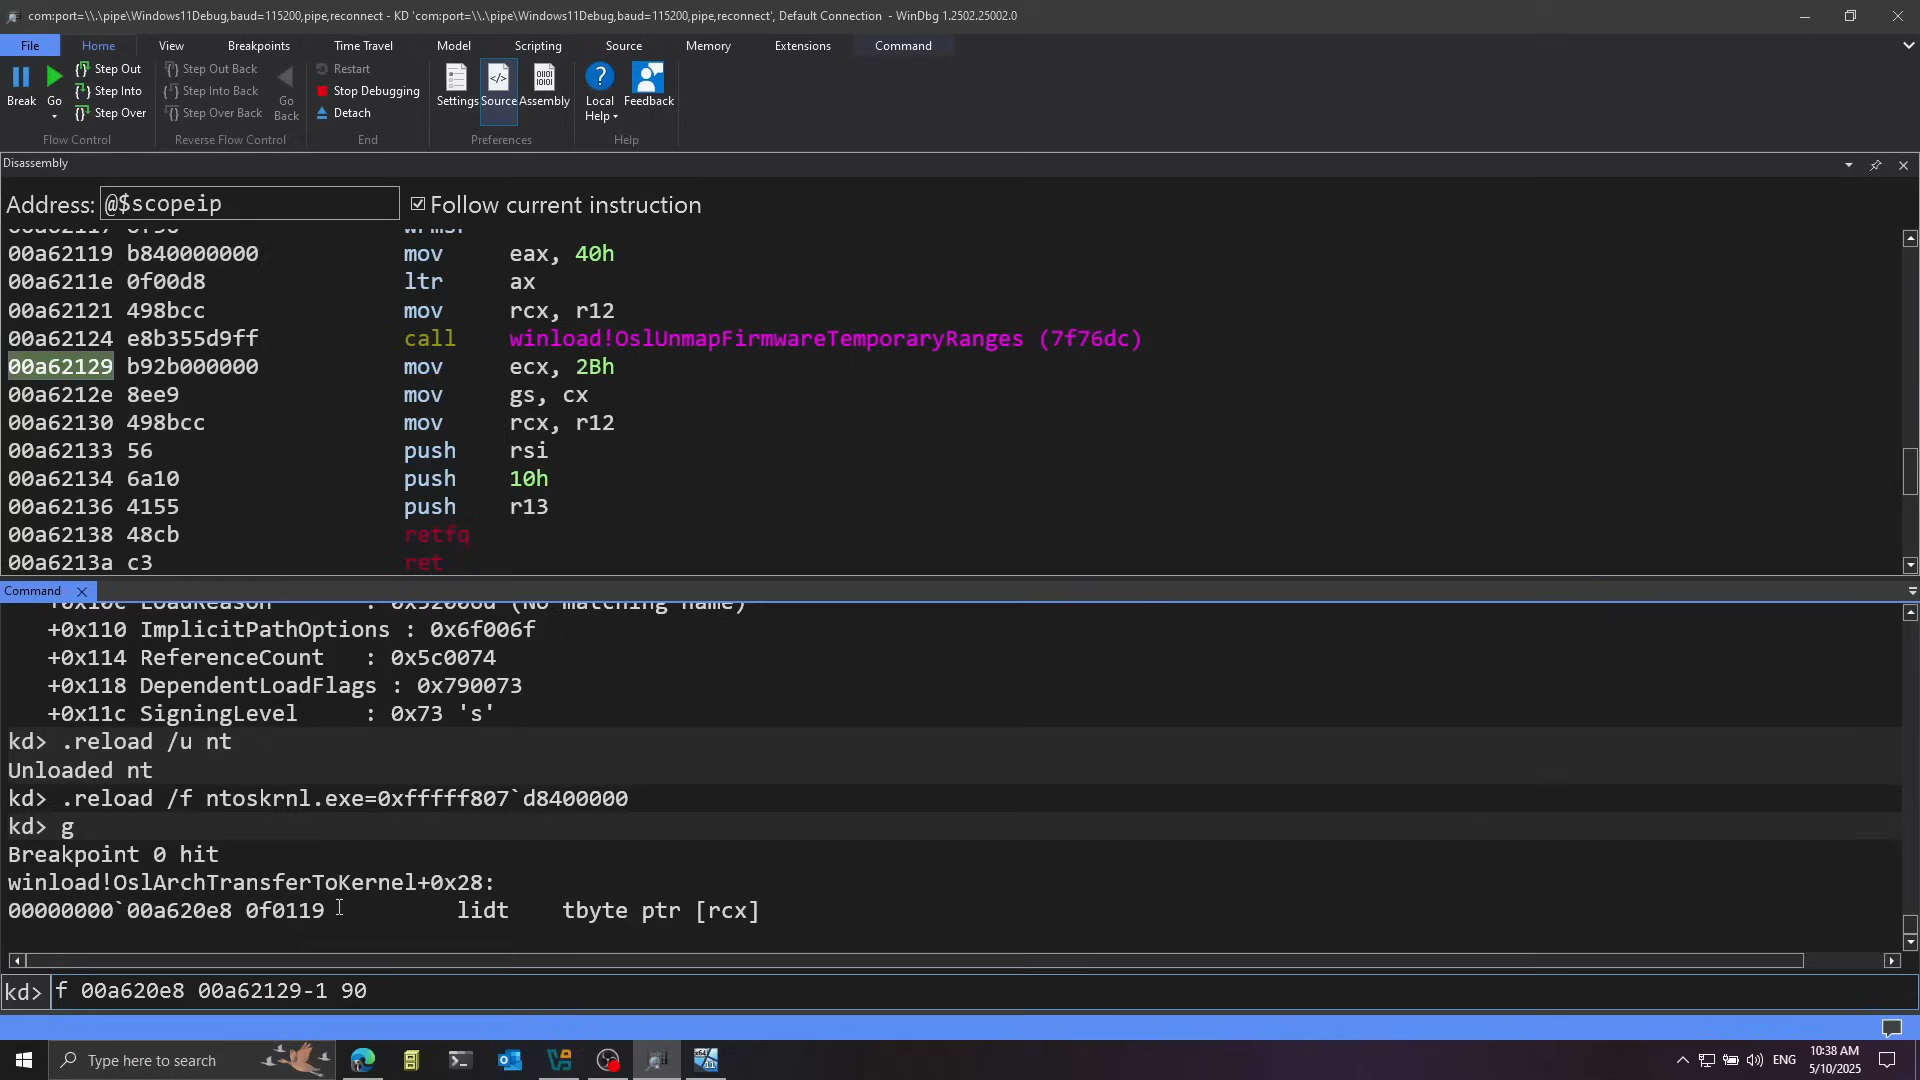 com:port=\\.\pipe\Windows11Debug,baud=115200,pipe,reconnect - KD 'com:port=\\.\pipe\Windows11Debug,baud=115200,pipe,reconnect', Default Connection - WinDbg 1.2502.25002.0
File Home View Breakpoints Time Travel Model Scripting Source Memory Extensions Command
Break
Go
Step Out
Step Into
Step Over
Flow Control
Step Out Back
Step Into Back
Step Over Back
Go Back
Reverse Flow Control
Restart
Stop Debugging
Detach
End
Settings Source Assembly
Preferences
Local Help
Feedback
Help
Disassembly
Address: @$scopeip Follow current instruction
00a62119 b840000000 mov eax, 40h
00a6211e 0f00d8 ltr ax
00a62121 498bcc mov rcx, r12
00a62124 e8b355d9ff call winload!OslUnmapFirmwareTemporaryRanges (7f76dc)
00a62129 b92b000000 mov ecx, 2Bh
00a6212e 8ee9 mov gs, cx
00a62130 498bcc mov rcx, r12
00a62133 56 push rsi
00a62134 6a10 push 10h
00a62136 4155 push r13
00a62138 48cb retfq
00a6213a c3 ret
Command
+0x10c LoadReason : 0x52006d (No matching name)
+0x110 ImplicitPathOptions : 0x6f006f
+0x114 ReferenceCount : 0x5c0074
+0x118 DependentLoadFlags : 0x790073
+0x11c SigningLevel : 0x73 's'
kd> .reload /u nt
Unloaded nt
kd> .reload /f ntoskrnl.exe=0xfffff807`d8400000
kd> g
Breakpoint 0 hit
winload!OslArchTransferToKernel+0x28:
00000000`00a620e8 0f0119 lidt tbyte ptr [rcx]
kd> f 00a620e8 00a62129-1 90
Type here to search
ENG
10:38 AM
5/10/2025